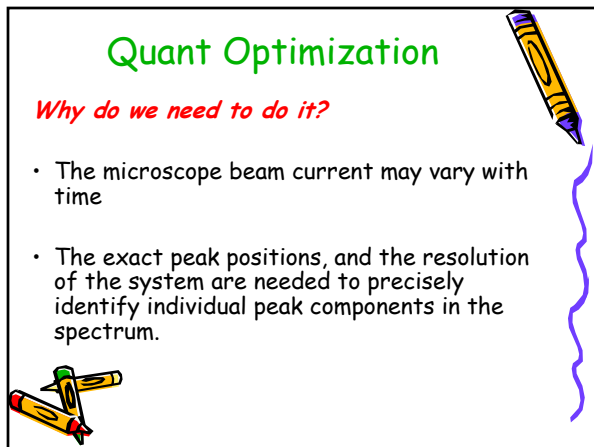 Quant Optimization
Why do we need to do it?
• The microscope beam current may vary with
time
• The exact peak positions, and the resolution
of the system are needed to precisely
identify individual peak components in the
spectrum.